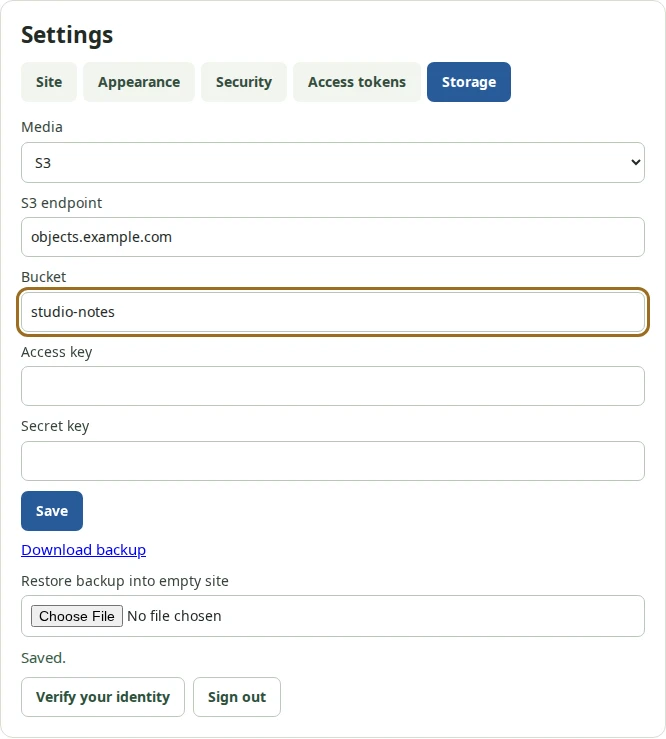 Settings
Site Appearance Security Access tokens Storage
Media
S3
S3 endpoint
objects.example.com
Bucket
studio-notes
Access key
Secret key
Save
Download backup
Restore backup into empty site
Choose File No file chosen
Saved.
Verify your identity Sign out